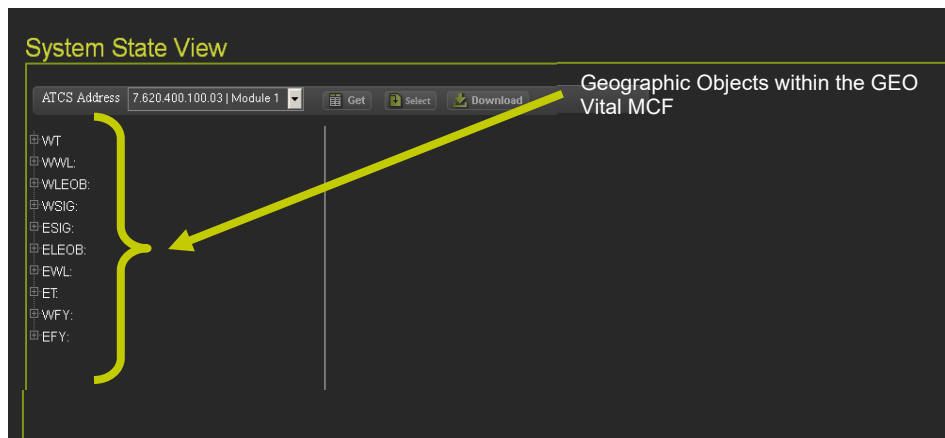 System State View
ATCS Address 7.620.400.100.03 | Module 1 Get Select Download
Geographic Objects within the GEO
Vital MCF
WT
WWL:
WLEOB:
WSIG:
ESIG:
ELEOB:
EWL:
ET:
WFY:
EFY: